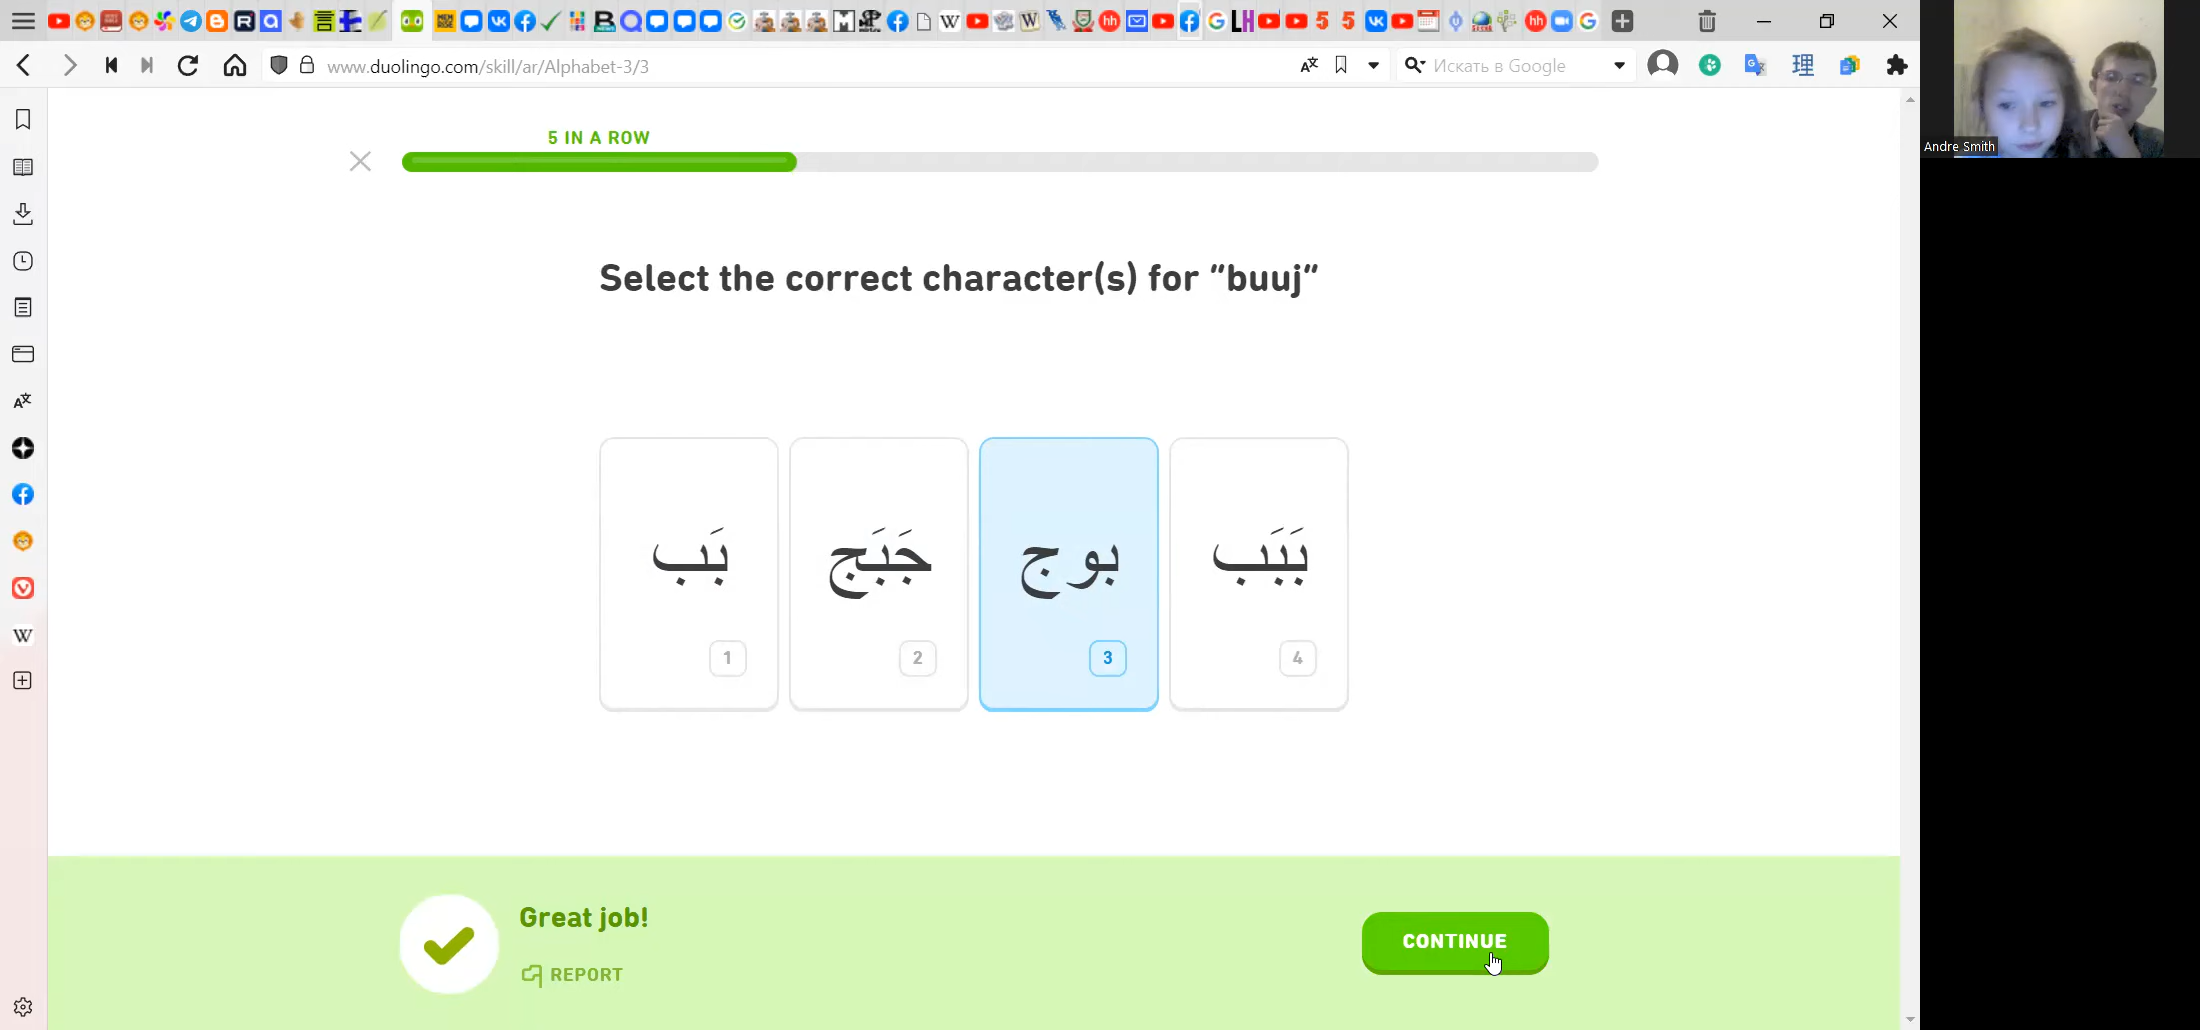 www.duolingo.com/skill/ar/Alphabet-3/3
Искать в Google
Andre Smith
5 IN A ROW
Select the correct character(s) for "buuj"
بَب
جَبَج
بوج
بَبَب
1
2
3
4
Great job!
REPORT
CONTINUE